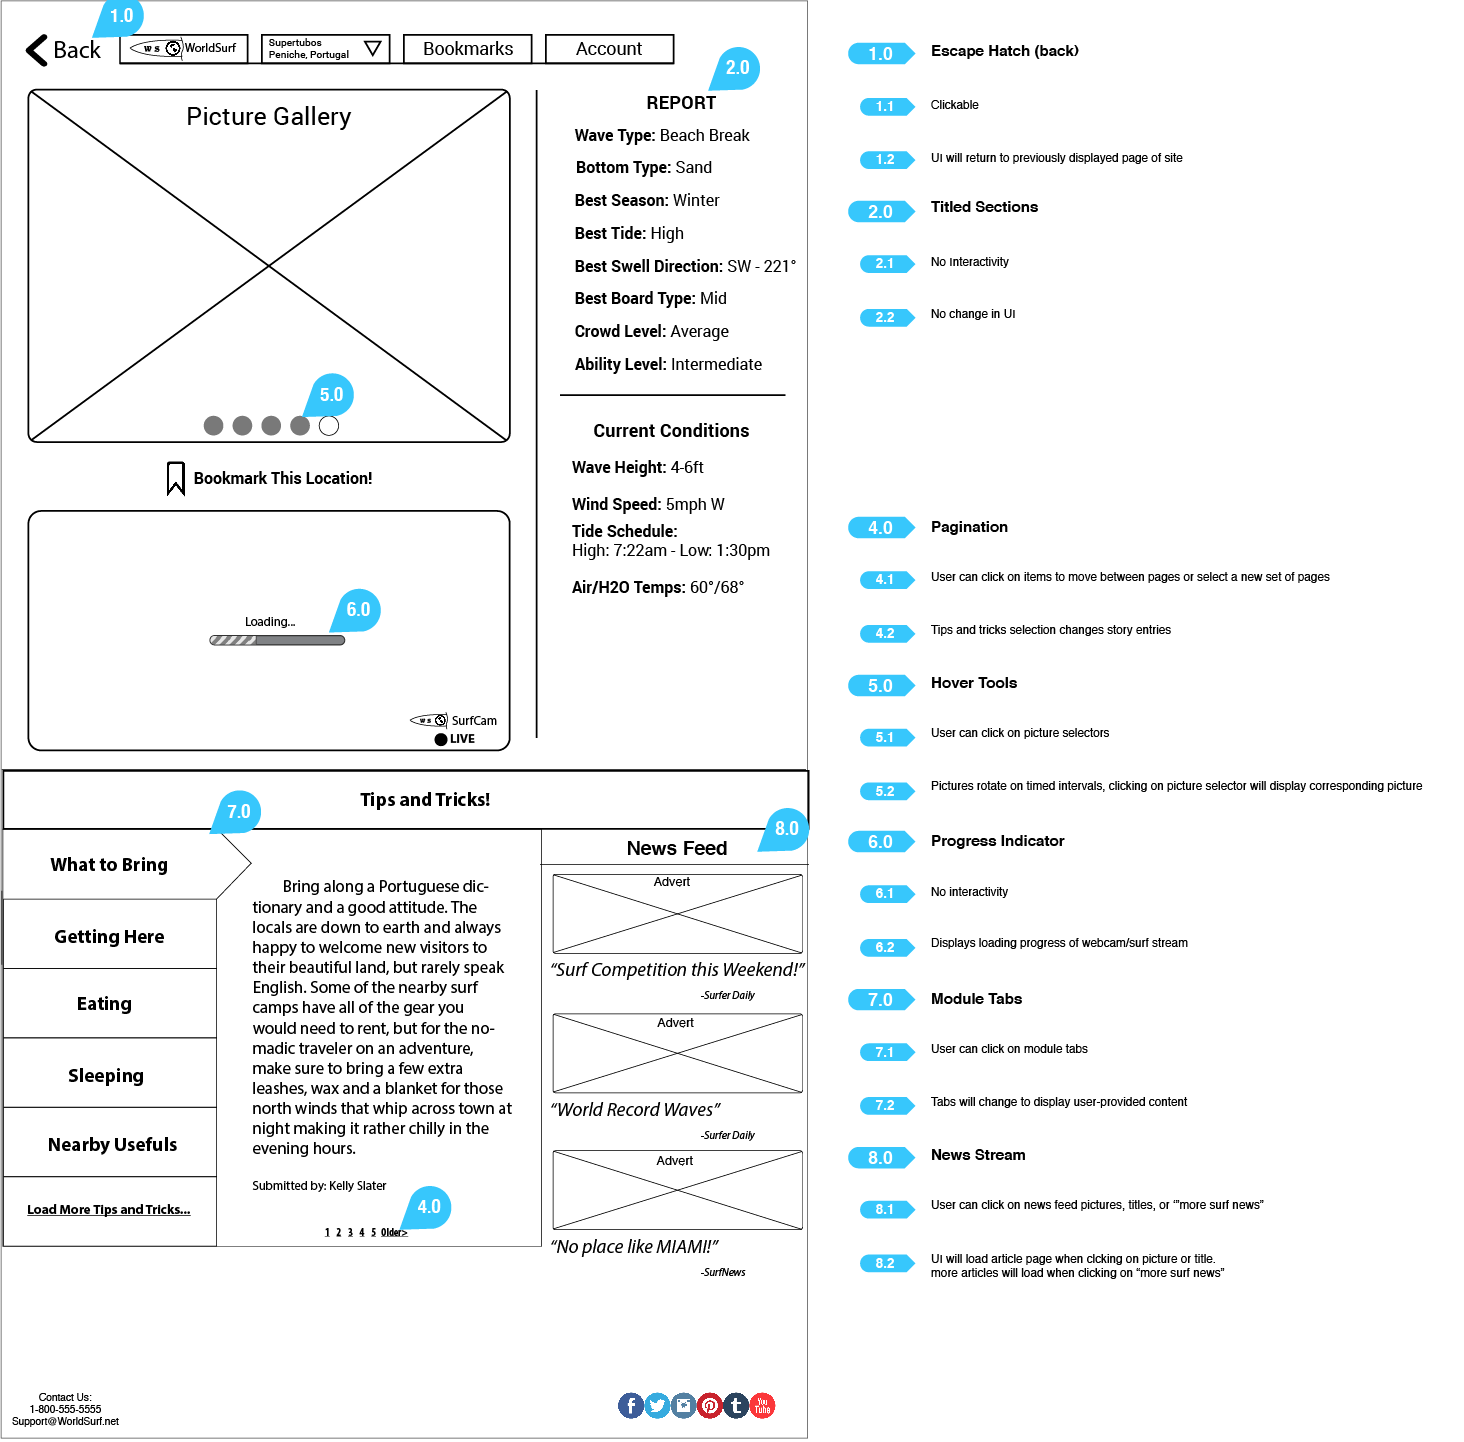 1.0
Back
W S WorldSurf
Supertubos
Peniche, Portugal
Bookmarks
Account
2.0
Picture Gallery
5.0
Bookmark This Location!
Loading...
6.0
W S SurfCam
LIVE
REPORT
Wave Type: Beach Break
Bottom Type: Sand
Best Season: Winter
Best Tide: High
Best Swell Direction: SW - 221°
Best Board Type: Mid
Crowd Level: Average
Ability Level: Intermediate
Current Conditions
Wave Height: 4-6ft
Wind Speed: 5mph W
Tide Schedule:
High: 7:22am - Low: 1:30pm
Air/H2O Temps: 60°/68°
Tips and Tricks!
7.0
8.0
What to Bring
Getting Here
Eating
Sleeping
Nearby Usefuls
Load More Tips and Tricks...
Bring along a Portuguese dic-
tionary and a good attitude. The
locals are down to earth and always
happy to welcome new visitors to
their beautiful land, but rarely speak
English. Some of the nearby surf
camps have all of the gear you
would need to rent, but for the no-
madic traveler on an adventure,
make sure to bring a few extra
leashes, wax and a blanket for those
north winds that whip across town at
night making it rather chilly in the
evening hours.
Submitted by: Kelly Slater
4.0
1 2 3 4 5 Older>
News Feed
Advert
“Surf Competition this Weekend!”
-Surfer Daily
Advert
“World Record Waves”
-Surfer Daily
Advert
“No place like MIAMI!”
-SurfNews
Contact Us:
1-800-555-5555
Support@WorldSurf.net
f
t
You
Tube
1.0 Escape Hatch (back)
1.1 Clickable
1.2 UI will return to previously displayed page of site
2.0 Titled Sections
2.1 No Interactivity
2.2 No change in UI
4.0 Pagination
4.1 User can click on items to move between pages or select a new set of pages
4.2 Tips and tricks selection changes story entries
5.0 Hover Tools
5.1 User can click on picture selectors
5.2 Pictures rotate on timed intervals, clicking on picture selector will display corresponding picture
6.0 Progress Indicator
6.1 No interactivity
6.2 Displays loading progress of webcam/surf stream
7.0 Module Tabs
7.1 User can click on module tabs
7.2 Tabs will change to display user-provided content
8.0 News Stream
8.1 User can click on news feed pictures, titles, or “”more surf news”
8.2 UI will load article page when clcking on picture or title.
more articles will load when clicking on “more surf news”